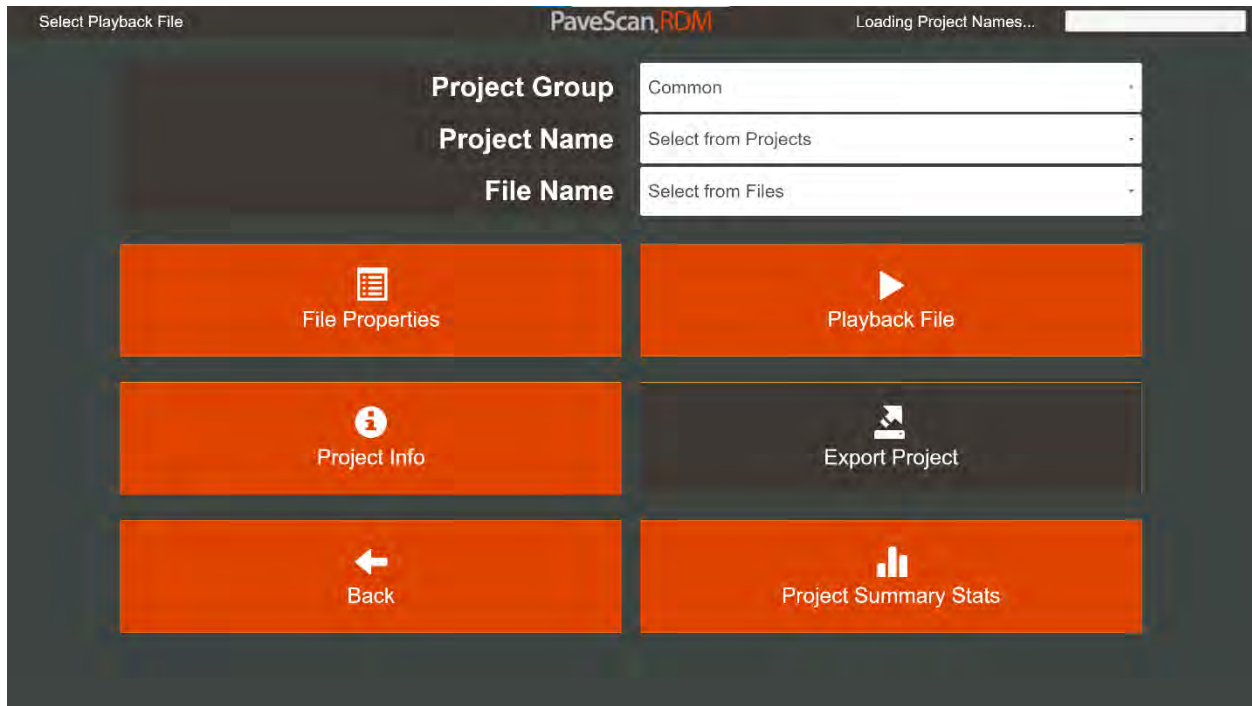 Select Playback File
PaveScan RDM
Loading Project Names...
Project Group
Common
Project Name
Select from Projects
File Name
Select from Files
File Properties
Playback File
Project Info
Export Project
Back
Project Summary Stats